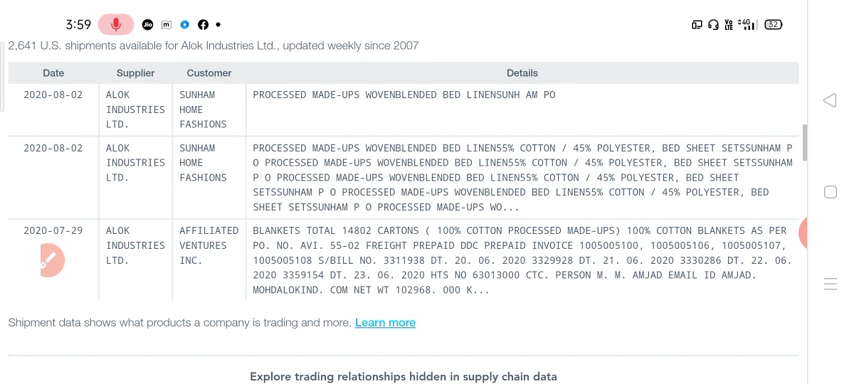 3:59
Jio m
Vo LTE 4G 52
2,641 U.S. shipments available for Alok Industries Ltd., updated weekly since 2007
Date Supplier Customer Details
2020-08-02 ALOK SUNHAM PROCESSED MADE-UPS WOVENBLENDED BED LINENSUNH AM PO
INDUSTRIES HOME
LTD. FASHIONS
2020-08-02 ALOK SUNHAM PROCESSED MADE-UPS WOVENBLENDED BED LINEN55% COTTON / 45% POLYESTER, BED SHEET SETSSUNHAM P
INDUSTRIES HOME O PROCESSED MADE-UPS WOVENBLENDED BED LINEN55% COTTON / 45% POLYESTER, BED SHEET SETSSUNHAM
LTD. FASHIONS P O PROCESSED MADE-UPS WOVENBLENDED BED LINEN55% COTTON / 45% POLYESTER, BED SHEET
SETSSUNHAM P O PROCESSED MADE-UPS WOVENBLENDED BED LINEN55% COTTON / 45% POLYESTER, BED
SHEET SETSSUNHAM P O PROCESSED MADE-UPS WO...
2020-07-29 ALOK AFFILIATED BLANKETS TOTAL 14802 CARTONS ( 100% COTTON PROCESSED MADE-UPS) 100% COTTON BLANKETS AS PER
INDUSTRIES VENTURES PO. NO. AVI. 55-02 FREIGHT PREPAID DDC PREPAID INVOICE 1005005100, 1005005106, 1005005107,
LTD. INC. 1005005108 S/BILL NO. 3311938 DT. 20. 06. 2020 3329928 DT. 21. 06. 2020 3330286 DT. 22. 06.
2020 3359154 DT. 23. 06. 2020 HTS NO 63013000 CTC. PERSON M. M. AMJAD EMAIL ID AMJAD.
MOHDALOKIND. COM NET WT 102968. 000 K...
Shipment data shows what products a company is trading and more. Learn more
Explore trading relationships hidden in supply chain data